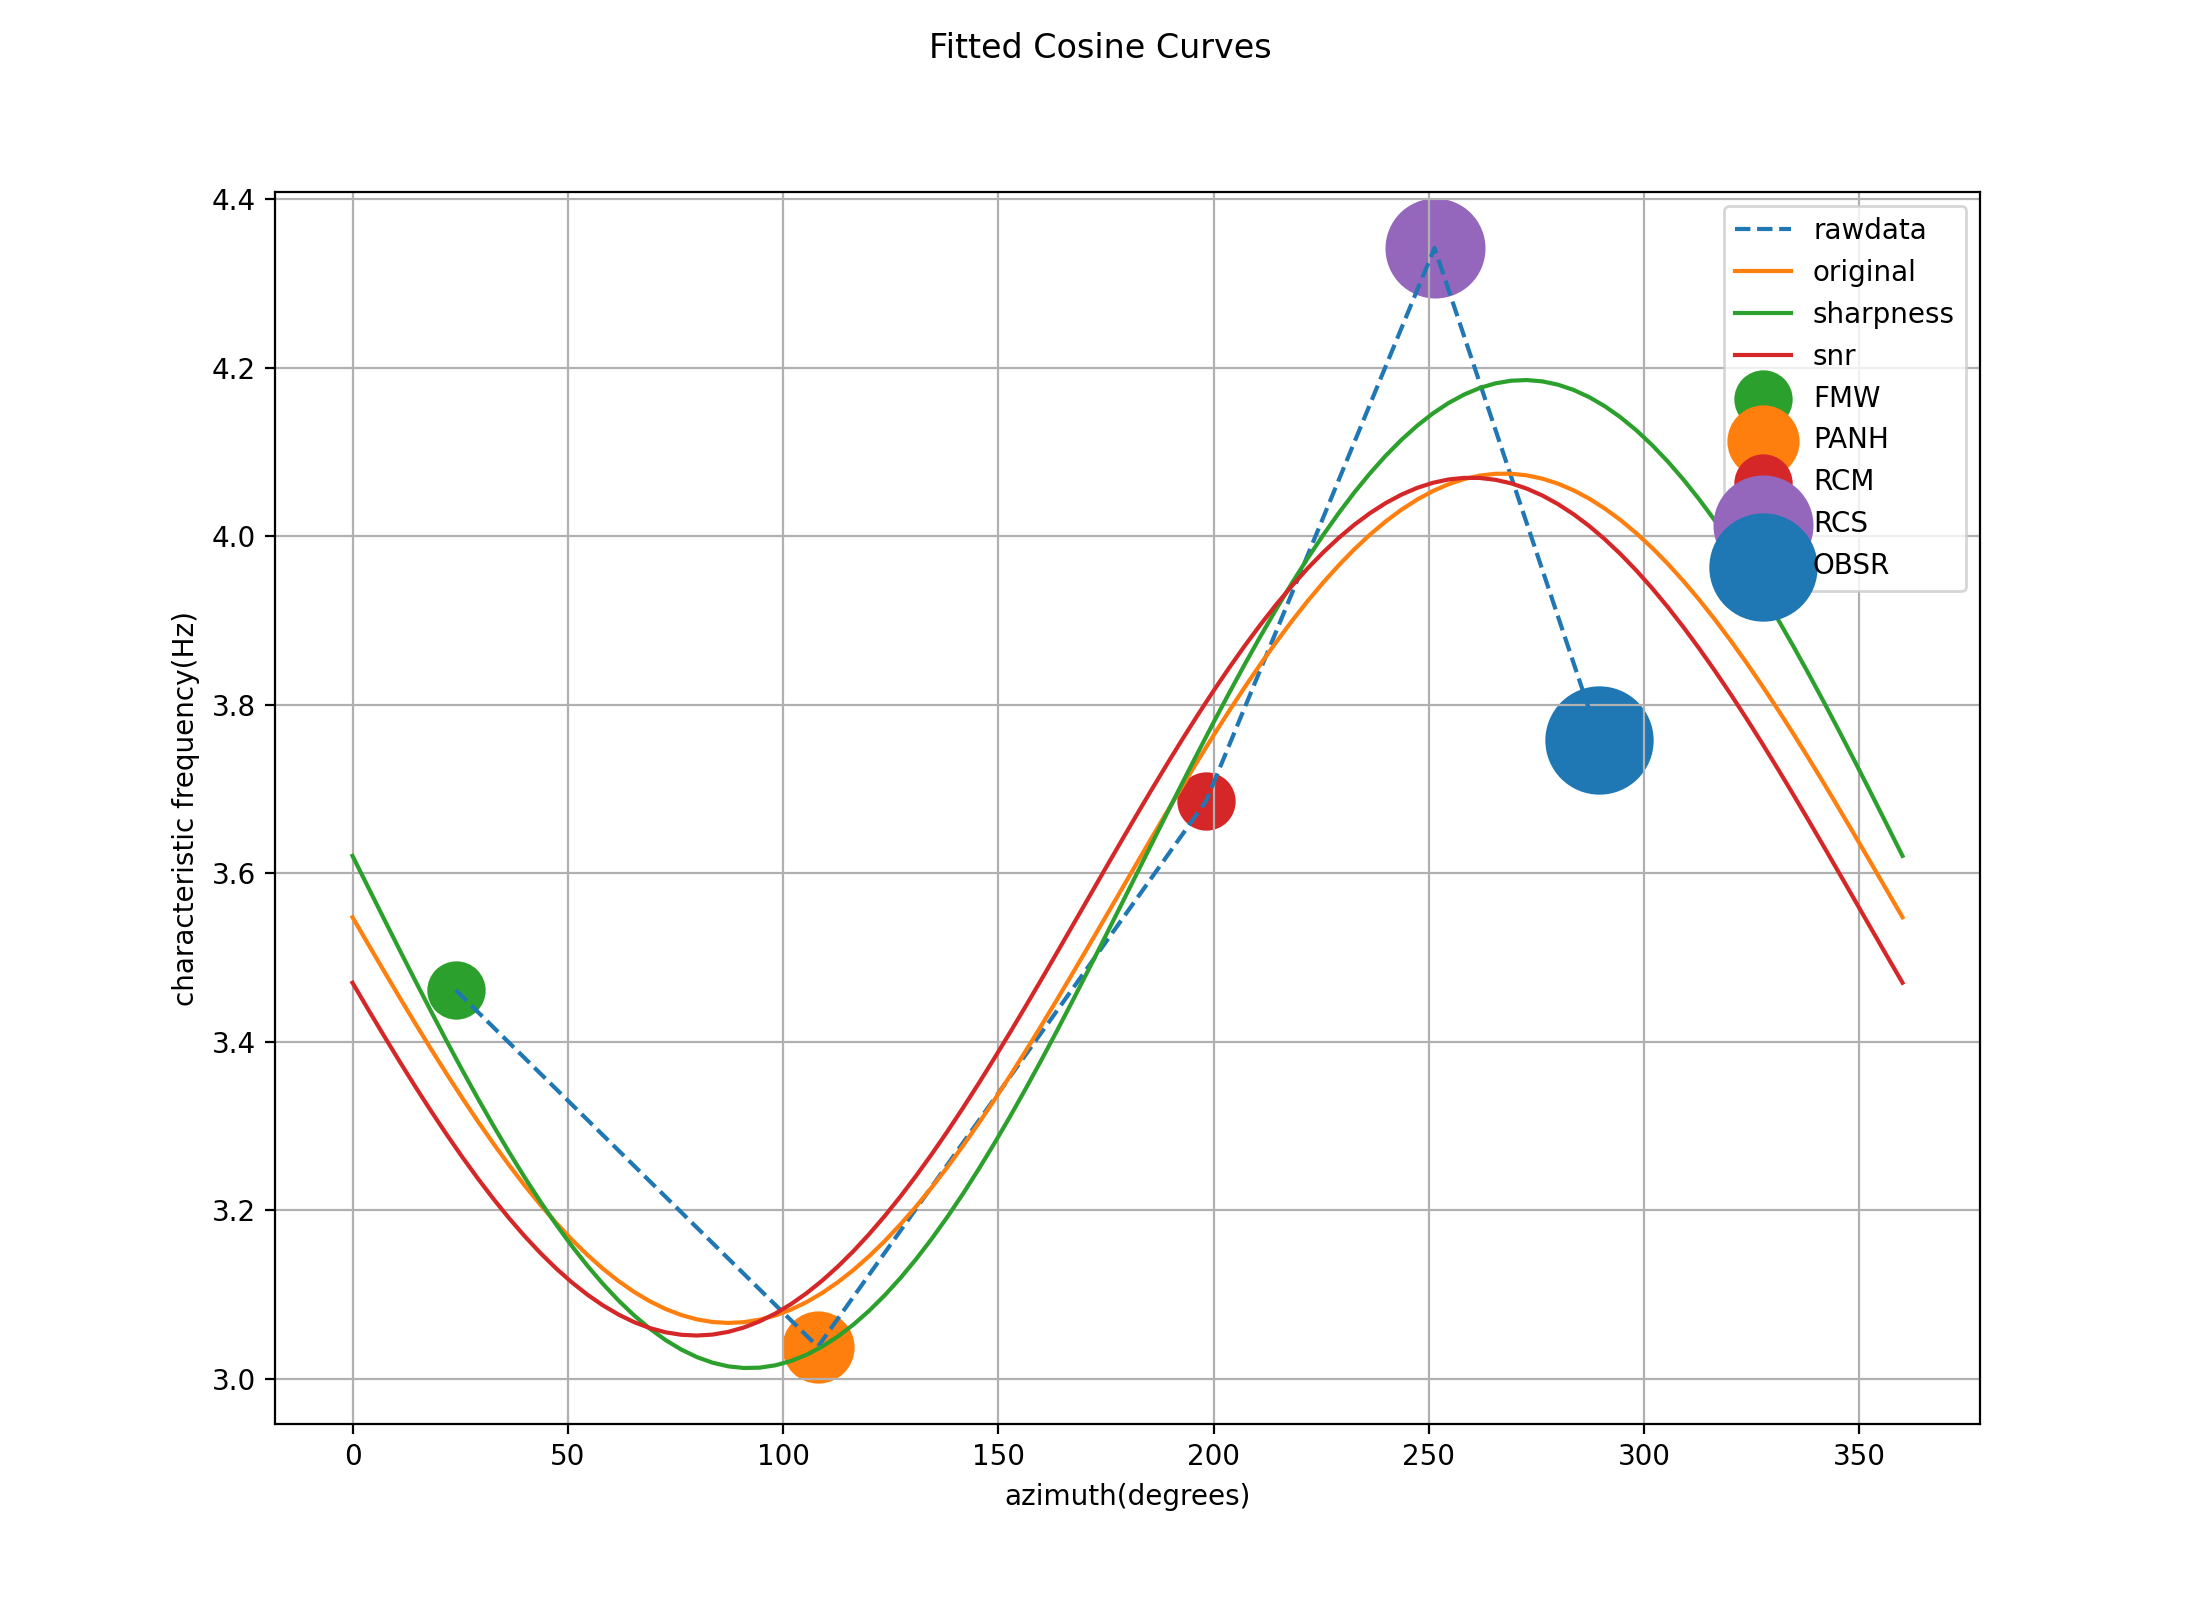 Fitted Cosine Curves
4.4
4.2
4.0
3.8
3.6
3.4
3.2
3.0
characteristic frequency(Hz)
rawdata
original
sharpness
snr
FMW
PANH
RCM
RCS
OBSR
0 50 100 150 200 250 300 350
azimuth(degrees)